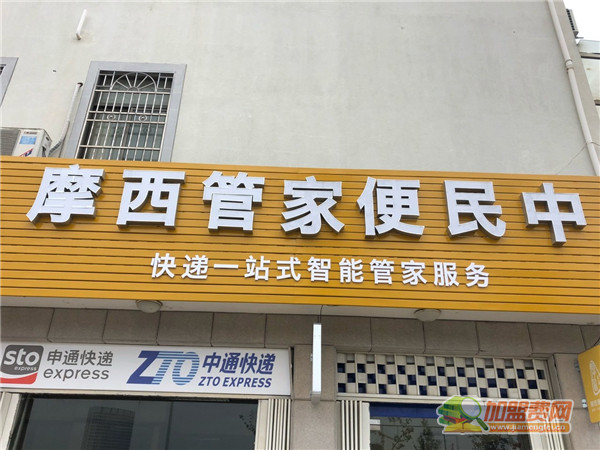 摩西管家便民中
快递一站式智能管家服务
sto
express
申通快递
express
ZTO 中通快递
ZTO EXPRESS
加盟费网